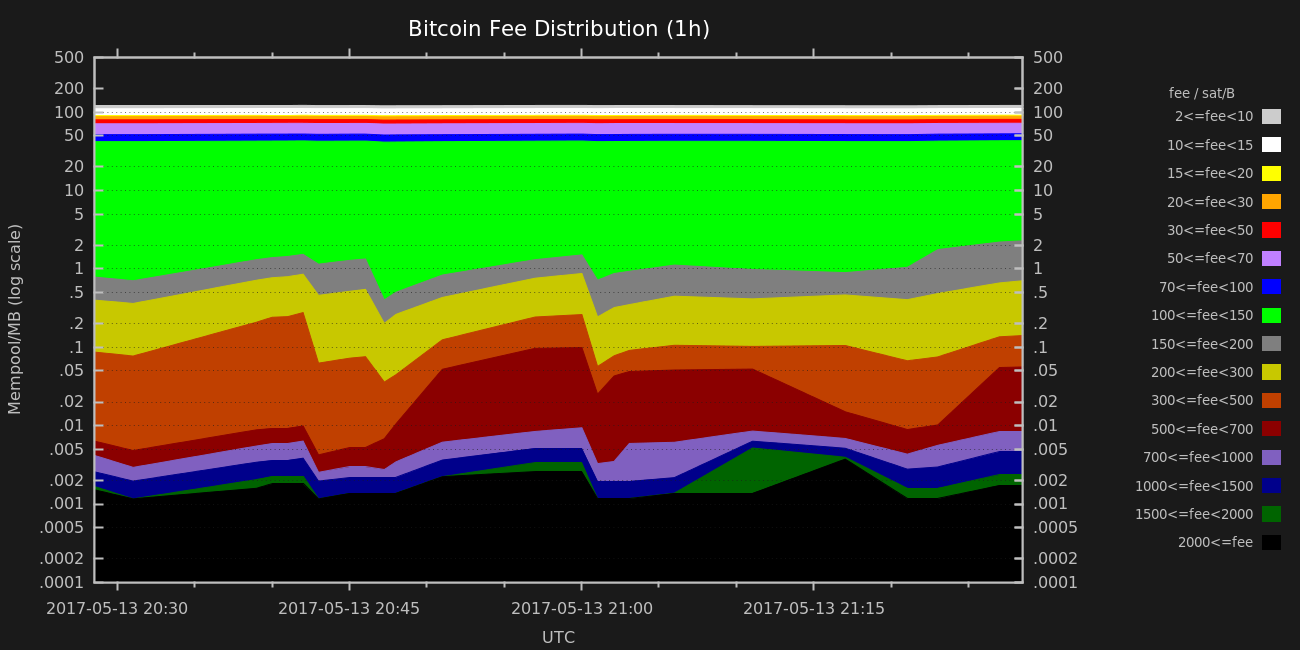 Bitcoin Fee Distribution (1h)
Mempool/MB (log scale)
500
200
100
50
20
10
5
2
1
.5
.2
.1
.05
.02
.01
.005
.002
.001
.0005
.0002
.0001
500
200
100
50
20
10
5
2
1
.5
.2
.1
.05
.02
.01
.005
.002
.001
.0005
.0002
.0001
2017-05-13 20:30
2017-05-13 20:45
2017-05-13 21:00
2017-05-13 21:15
UTC
fee / sat/B
2<=fee<10
10<=fee<15
15<=fee<20
20<=fee<30
30<=fee<50
50<=fee<70
70<=fee<100
100<=fee<150
150<=fee<200
200<=fee<300
300<=fee<500
500<=fee<700
700<=fee<1000
1000<=fee<1500
1500<=fee<2000
2000<=fee